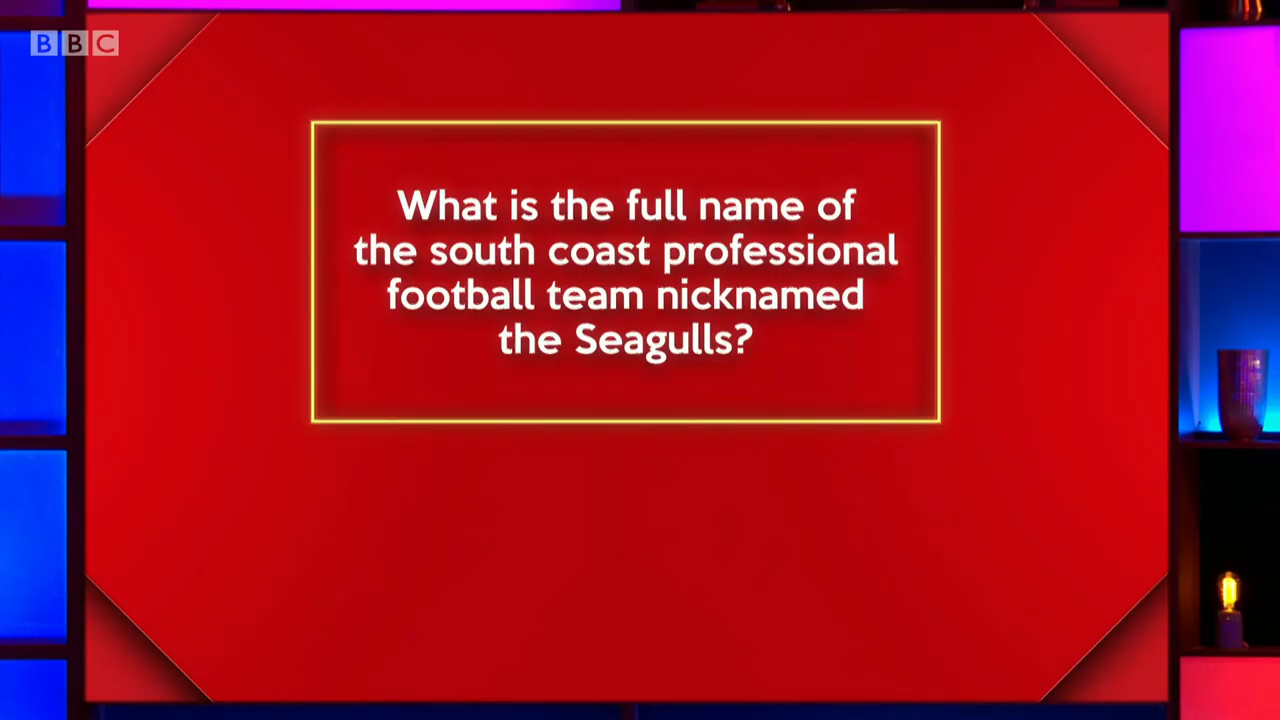 BBC
What is the full name of
the south coast professional
football team nicknamed
the Seagulls?